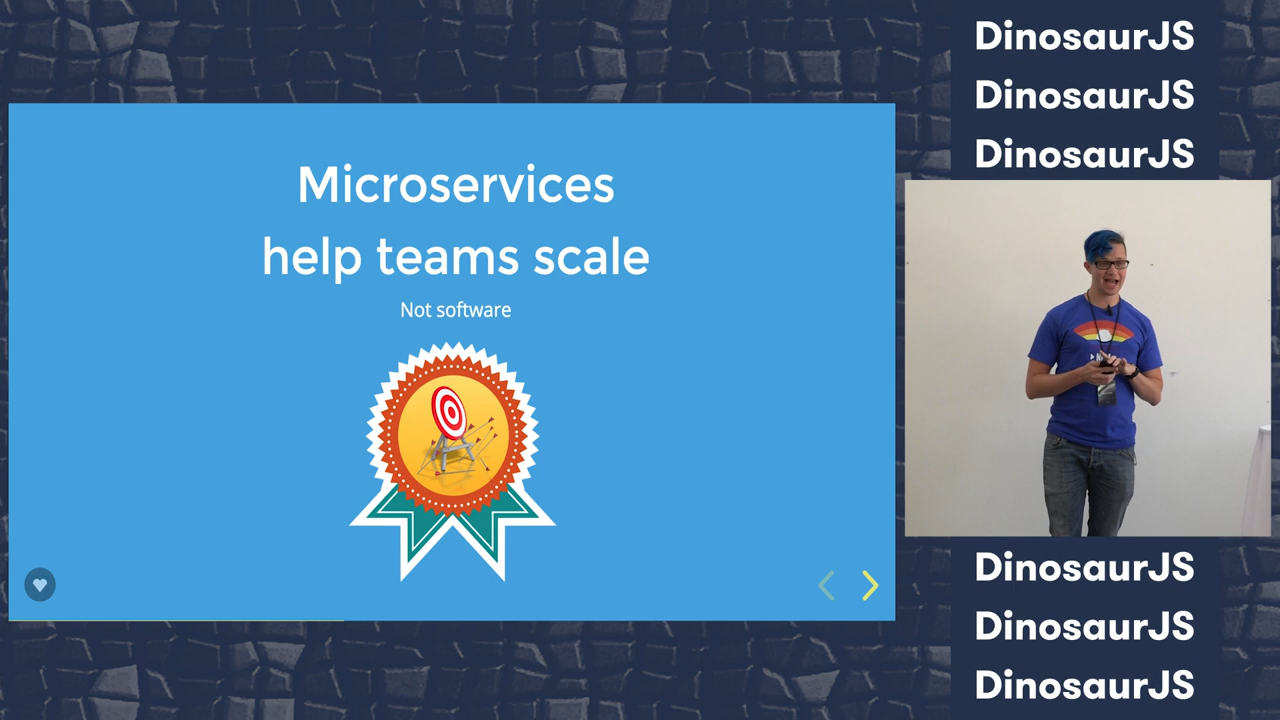 Microservices
help teams scale
Not software
DinosaurJS
DinosaurJS
DinosaurJS
DinosaurJS
DinosaurJS
DinosaurJS